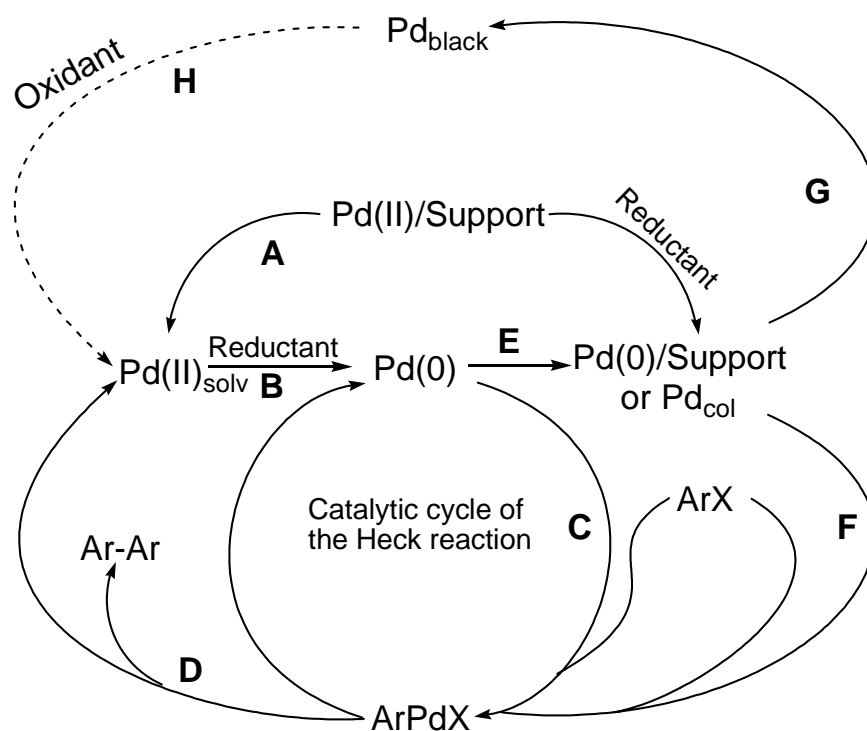 Pd_black
Oxidant
H
G
Pd(II)/Support
Reductant
A
Reductant
E
Pd(II)_solv
B
Pd(0)
Pd(0)/Support
or Pd_col
Catalytic cycle of
the Heck reaction
C
ArX
F
Ar-Ar
D
ArPdX